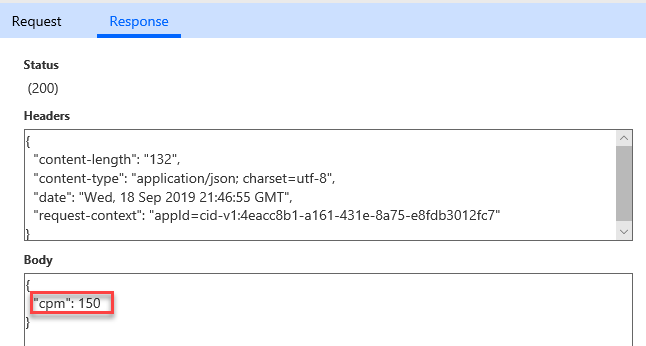 Request Response
Status
(200)
Headers
{
"content-length": "132",
"content-type": "application/json; charset=utf-8",
"date": "Wed, 18 Sep 2019 21:46:55 GMT",
"request-context": "appId=cid-v1:4eacc8b1-a161-431e-8a75-e8fdb3012fc7"
}
Body
{
"cpm": 150
}